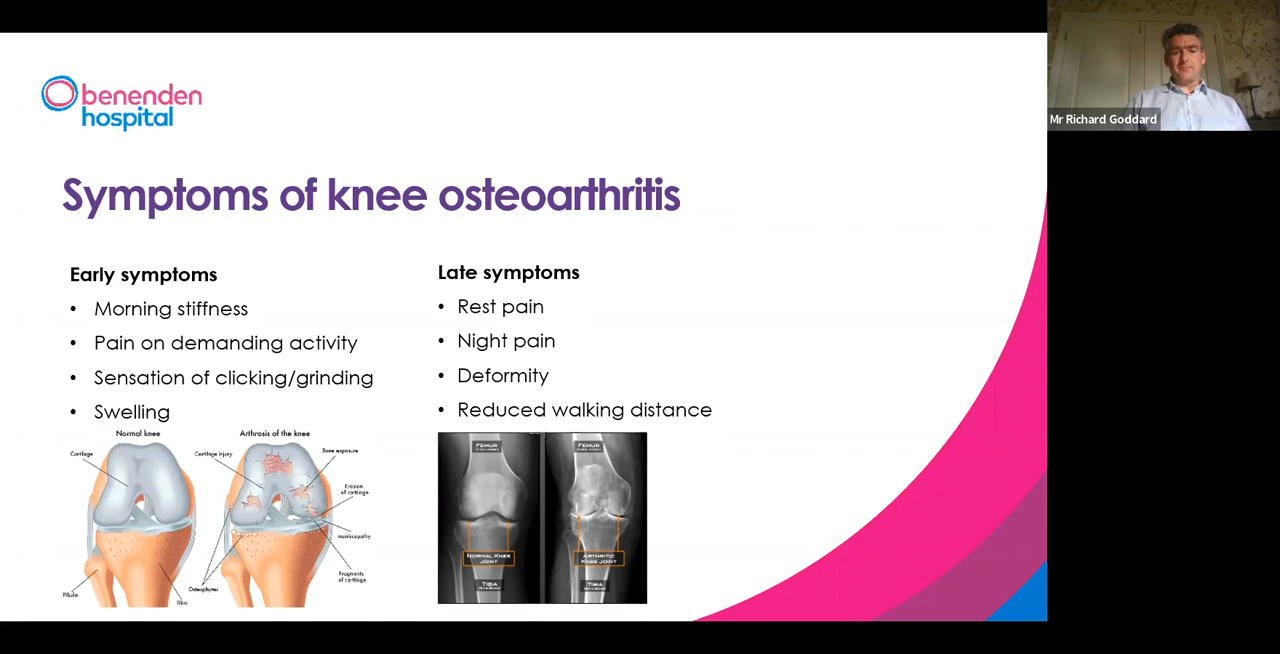 benenden
hospital
Mr Richard Goddard
Symptoms of knee osteoarthritis
Early symptoms
• Morning stiffness
• Pain on demanding activity
• Sensation of clicking/grinding
• Swelling
Late symptoms
• Rest pain
• Night pain
• Deformity
• Reduced walking distance
Normal knee
Cartilage
Fibula
Arthrosis of the knee
Cartilage injury
Bone exposure
Erosion
of cartilage
Fragments
of cartilage
Osteophytes
FEMUR
NORMAL KNEE
JOINT
TIBIA
FEMUR
ARTHRITIC
KNEE JOINT
TIBIA